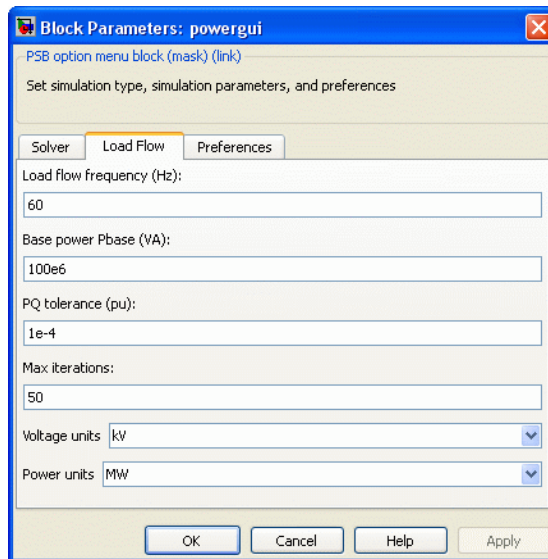 Block Parameters: powergui
PSB option menu block (mask) (link)
Set simulation type, simulation parameters, and preferences
Solver Load Flow Preferences
Load flow frequency (Hz):
60
Base power Pbase (VA):
100e6
PQ tolerance (pu):
1e-4
Max iterations:
50
Voltage units kV
Power units MW
OK Cancel Help Apply